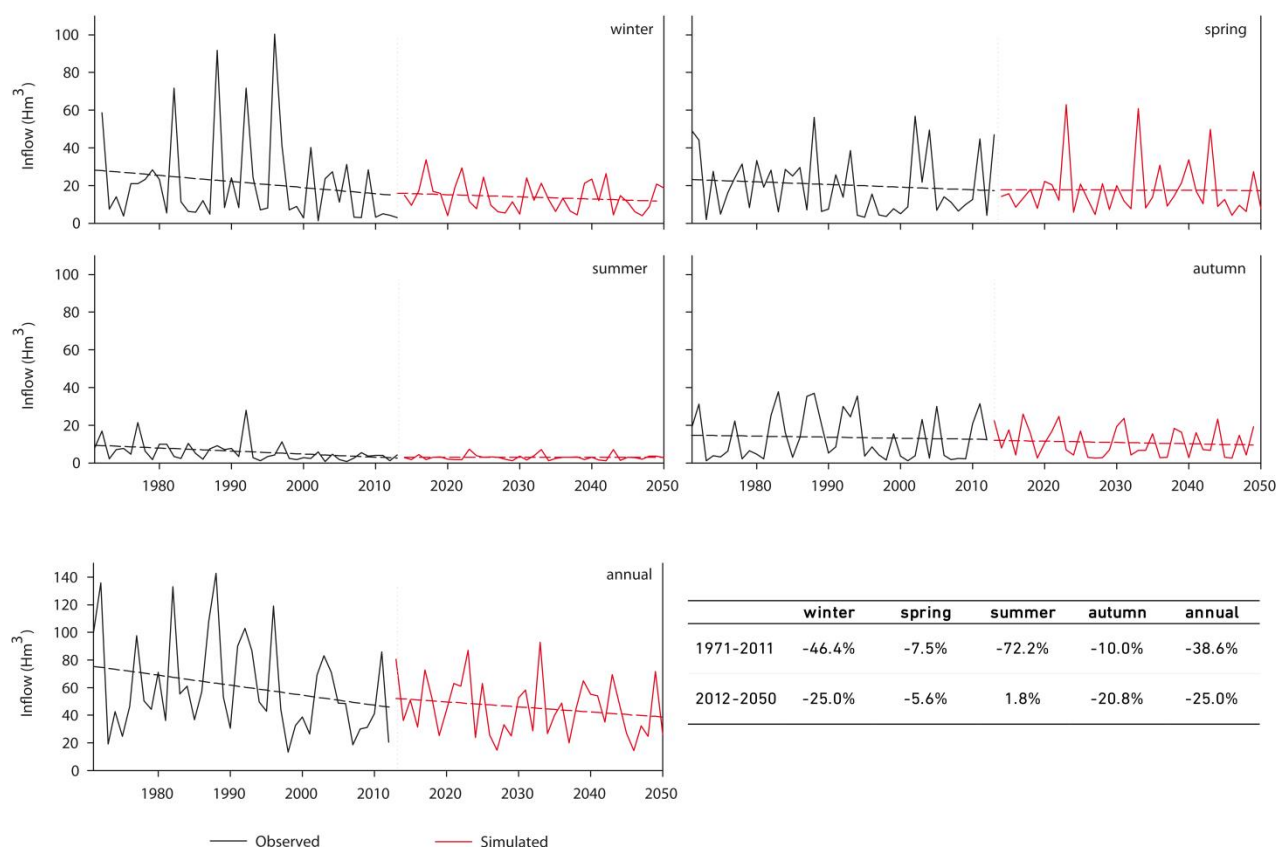 winter
100
80
60
40
20
0
Inflow (Hm³)
spring
summer
100
80
60
40
20
0
Inflow (Hm³)
1980 1990 2000 2010 2020 2030 2040 2050
autumn
1980 1990 2000 2010 2020 2030 2040 2050
annual
140
120
100
80
60
40
20
0
Inflow (Hm³)
1980 1990 2000 2010 2020 2030 2040 2050
winter spring summer autumn annual
1971-2011 -46.4% -7.5% -72.2% -10.0% -38.6%
2012-2050 -25.0% -5.6% 1.8% -20.8% -25.0%
Observed Simulated